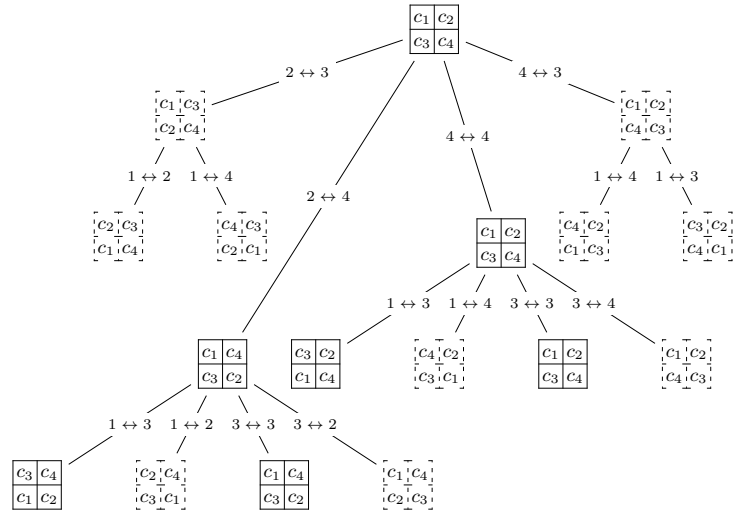 c₁ c₂
c₃ c₄
2 ↔ 3
4 ↔ 3
c₁ c₃
c₂ c₄
c₁ c₂
c₄ c₃
4 ↔ 4
1 ↔ 2
1 ↔ 4
1 ↔ 4
1 ↔ 3
2 ↔ 4
c₂ c₃
c₁ c₄
c₄ c₃
c₂ c₁
c₁ c₂
c₃ c₄
c₄ c₂
c₁ c₃
c₃ c₂
c₄ c₁
1 ↔ 3
1 ↔ 4
3 ↔ 3
3 ↔ 4
c₁ c₄
c₃ c₂
c₃ c₂
c₁ c₄
c₄ c₂
c₃ c₁
c₁ c₂
c₃ c₄
c₁ c₂
c₄ c₃
1 ↔ 3
1 ↔ 2
3 ↔ 3
3 ↔ 2
c₃ c₄
c₁ c₂
c₂ c₄
c₃ c₁
c₁ c₄
c₃ c₂
c₁ c₄
c₂ c₃